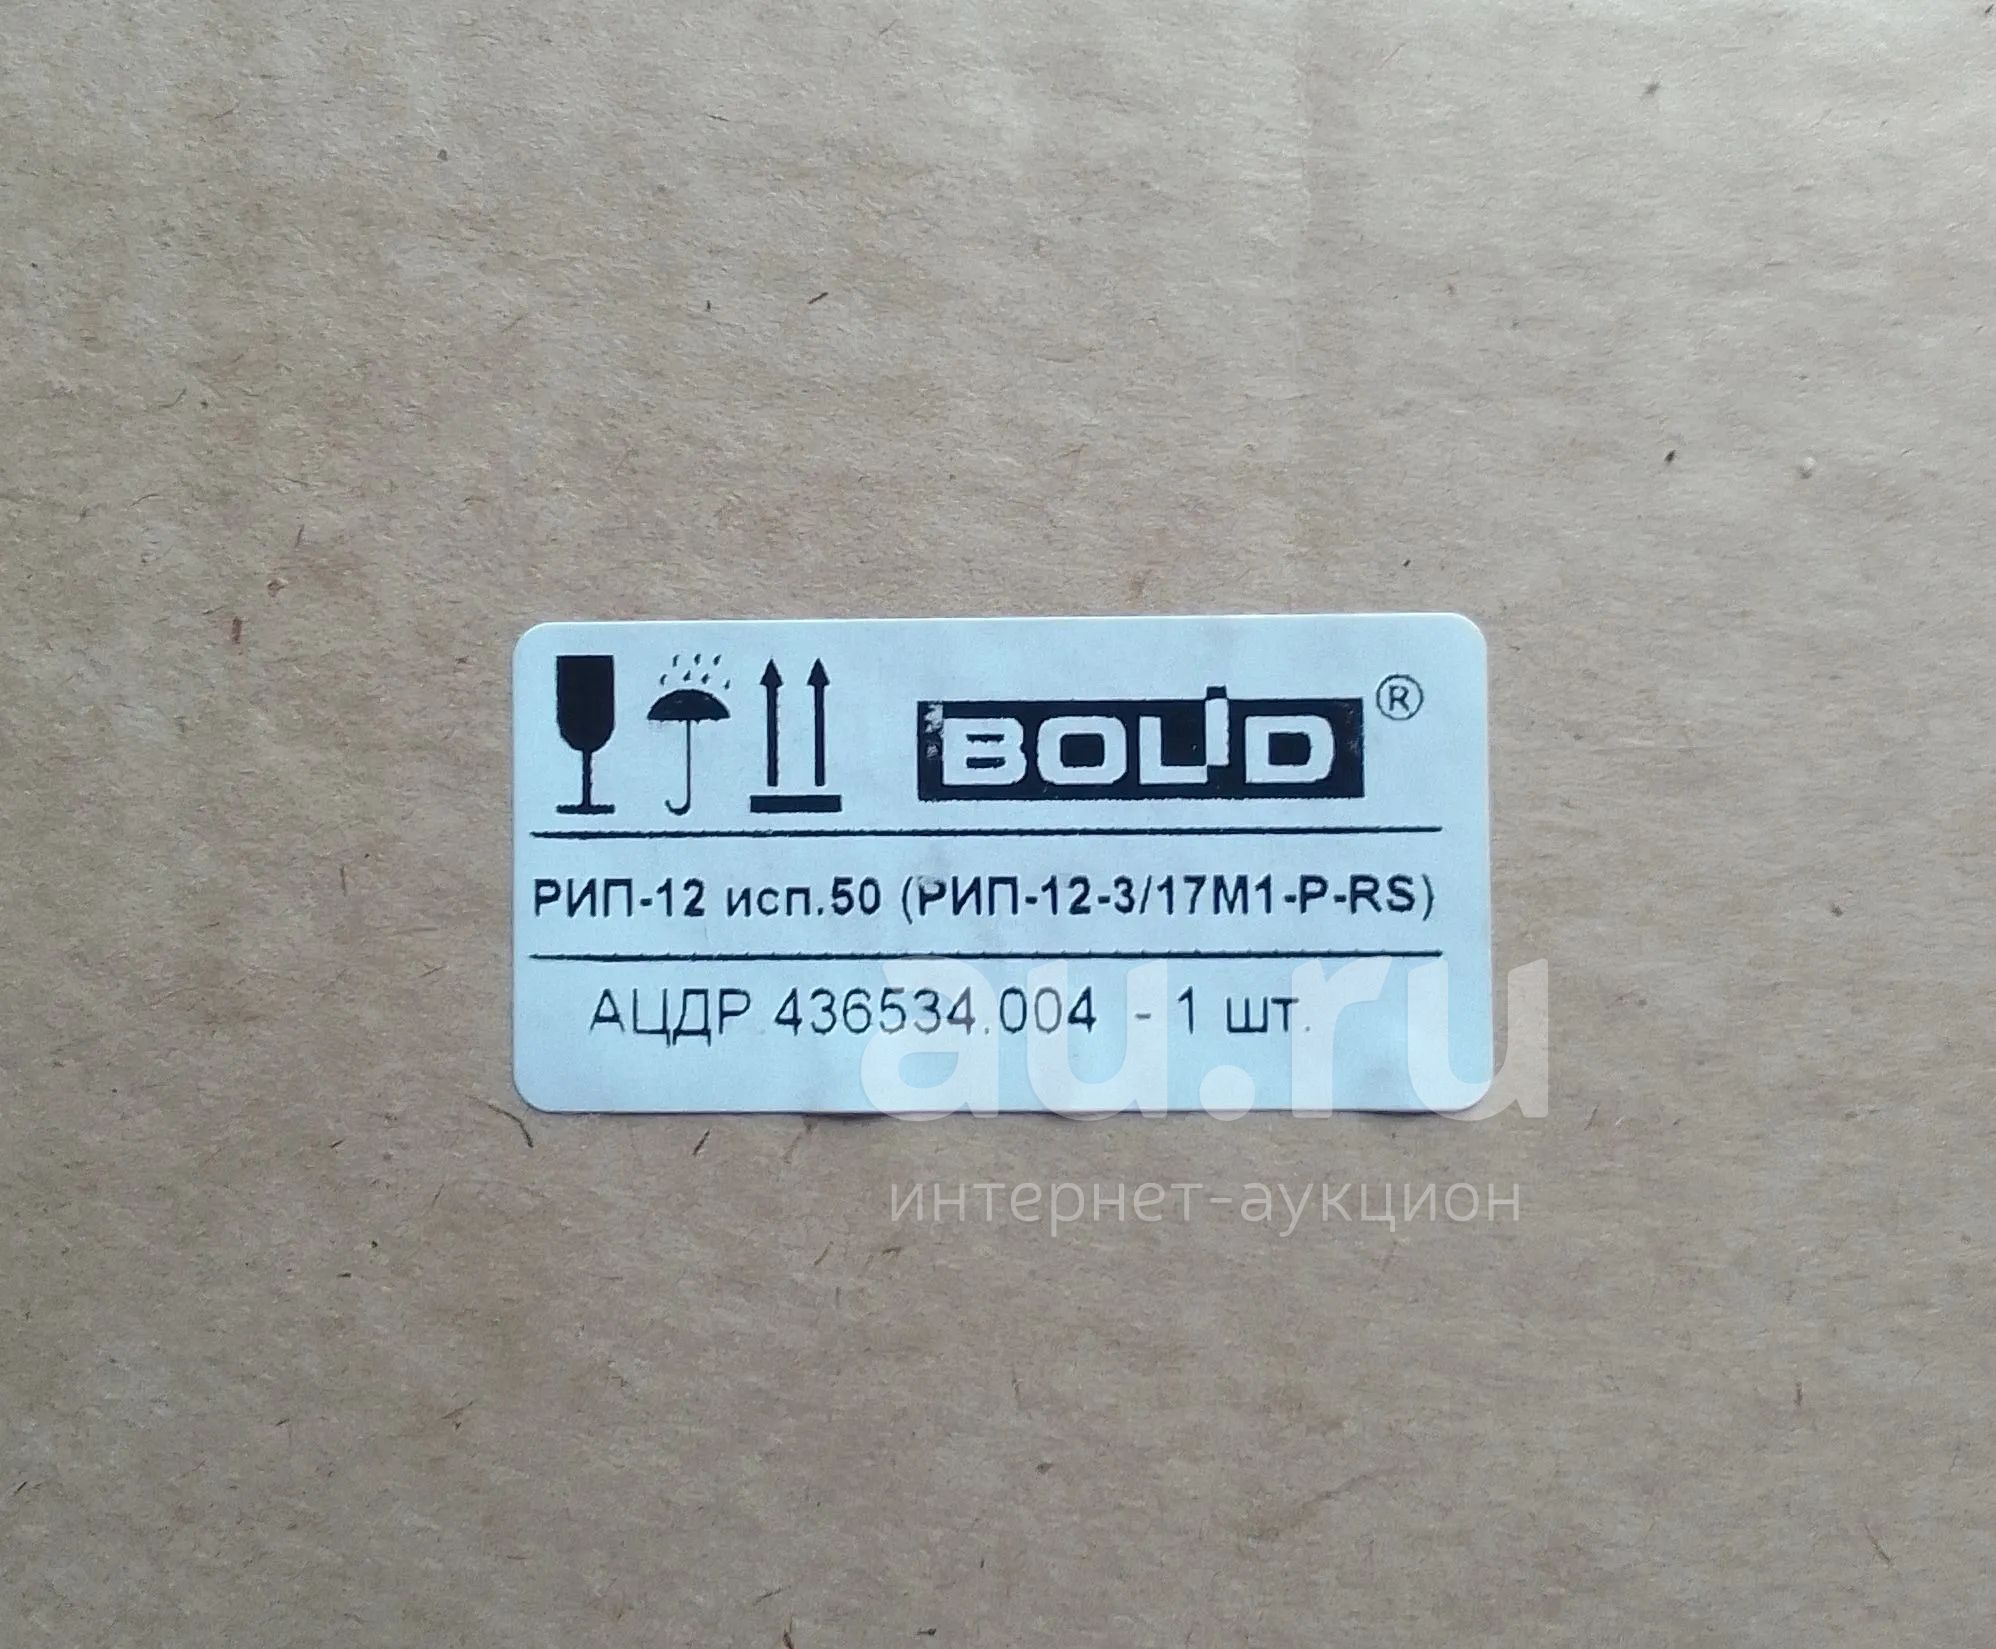 BOLID ®
РИП-12 исп.50 (РИП-12-3/17М1-Р-RS)
АЦДР.436534.004 - 1 шт.
au.ru
интернет-аукцион